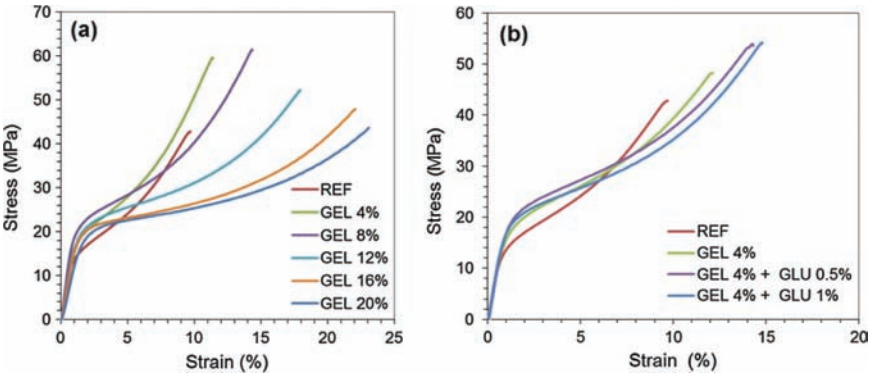 (a)
70
60
50
40
30
20
10
0
Stress (MPa)
REF
GEL 4%
GEL 8%
GEL 12%
GEL 16%
GEL 20%
0 5 10 15 20 25
Strain (%)
(b)
60
50
40
30
20
10
0
Stress (MPa)
REF
GEL 4%
GEL 4% + GLU 0.5%
GEL 4% + GLU 1%
0 5 10 15 20
Strain (%)